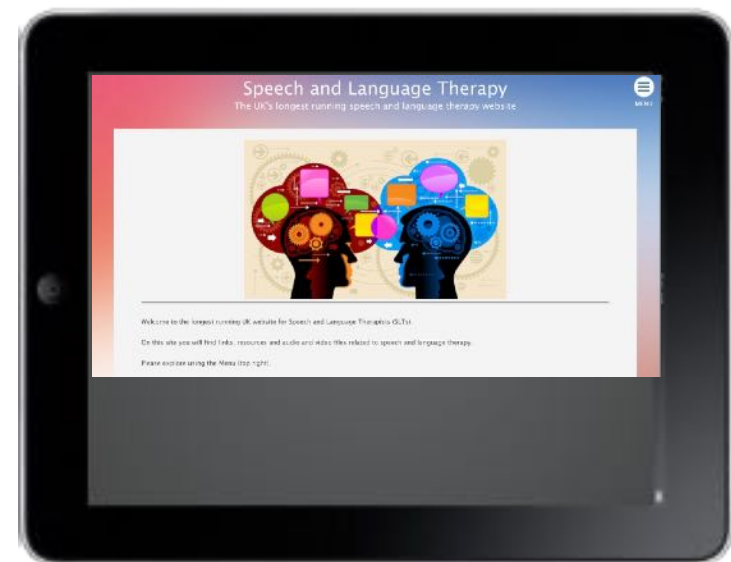 Speech and Language Therapy
The UK's longest running speech and language therapy website
MENU
Welcome to the longest running UK website for Speech and Language Therapists (SLTs).
On this site you will find links, resources and audio and video files related to speech and language therapy.
Please explore using the Menu (top right).